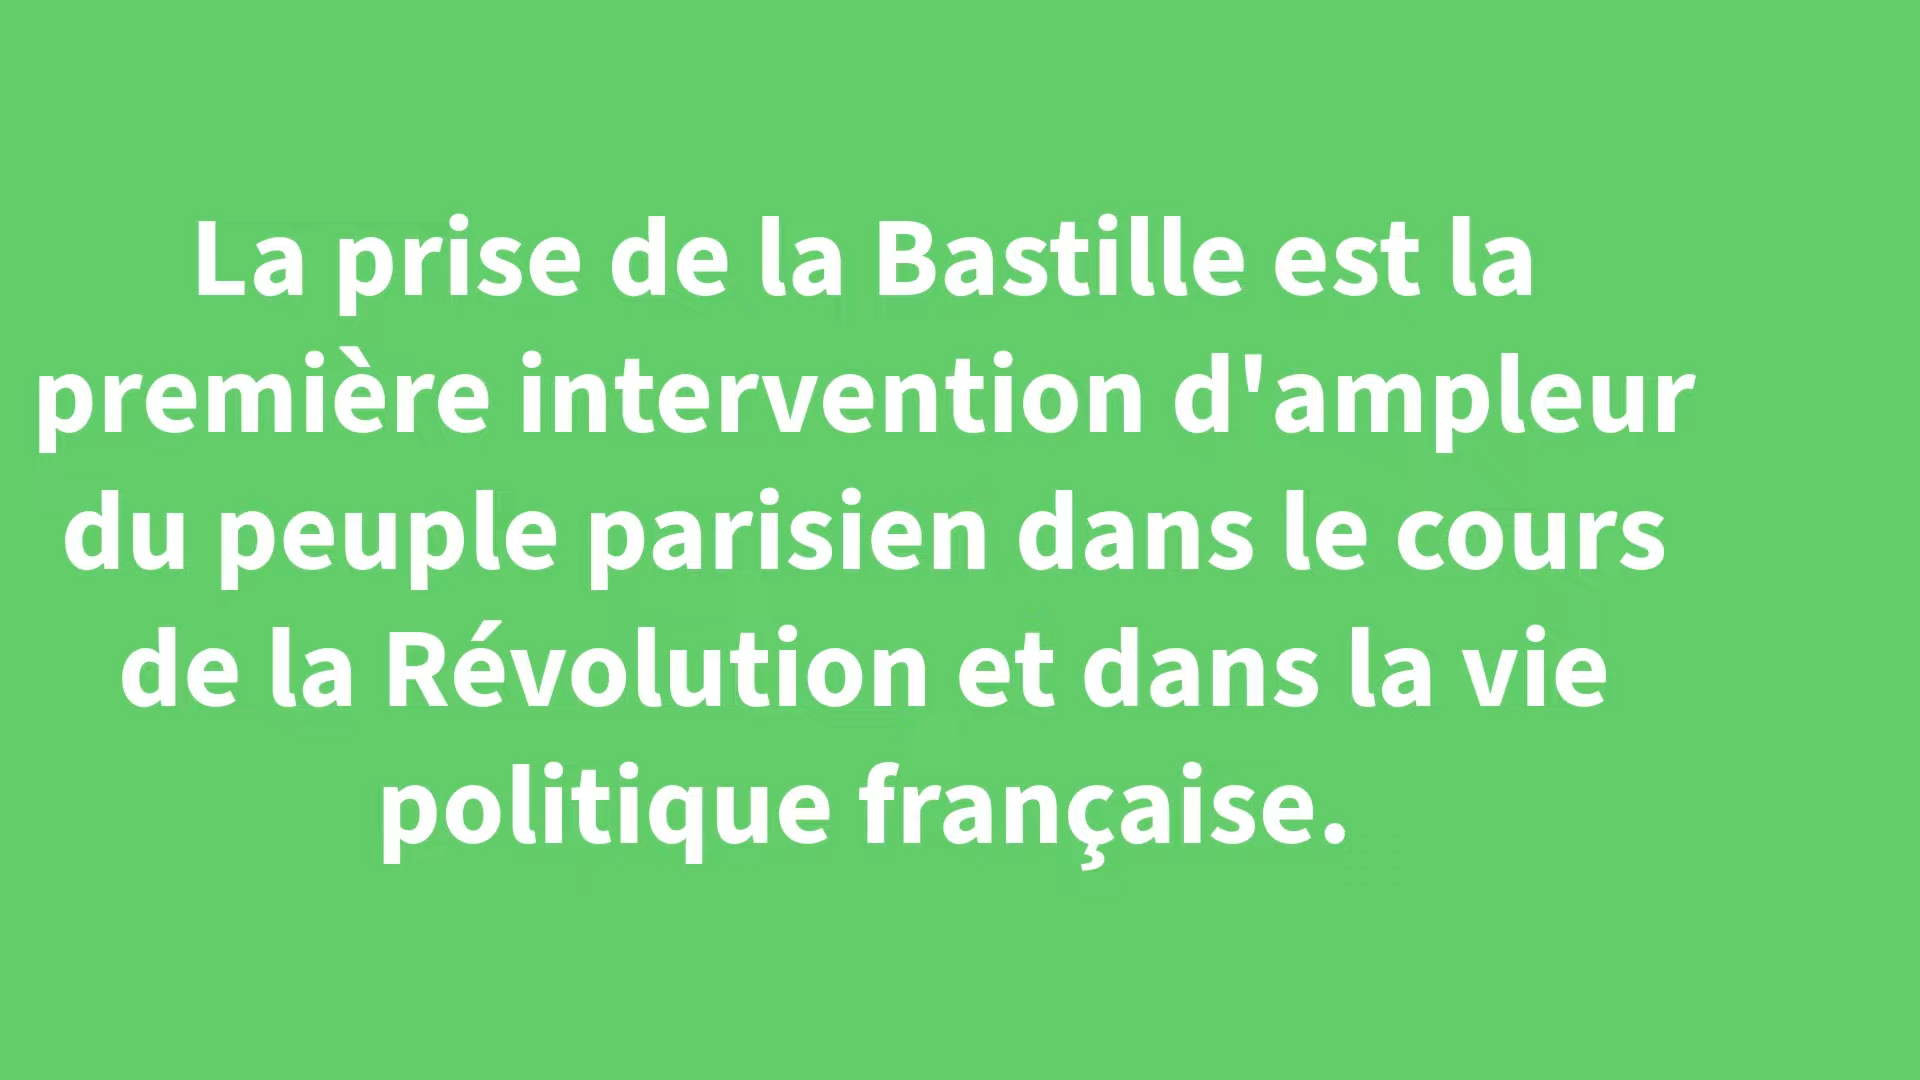 La prise de la Bastille est la
première intervention d'ampleur
du peuple parisien dans le cours
de la Révolution et dans la vie
politique française.